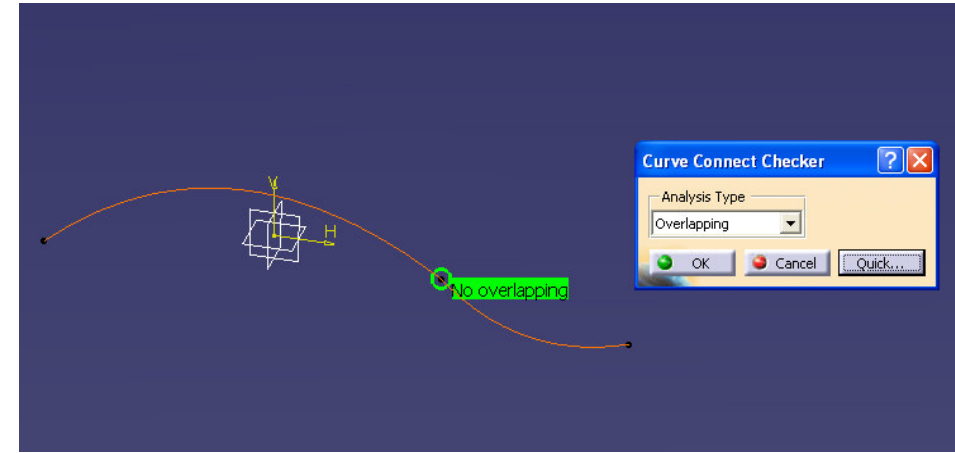 Curve Connect Checker
Analysis Type
Overlapping
OK
Cancel
Quick...
V
H
No overlapping